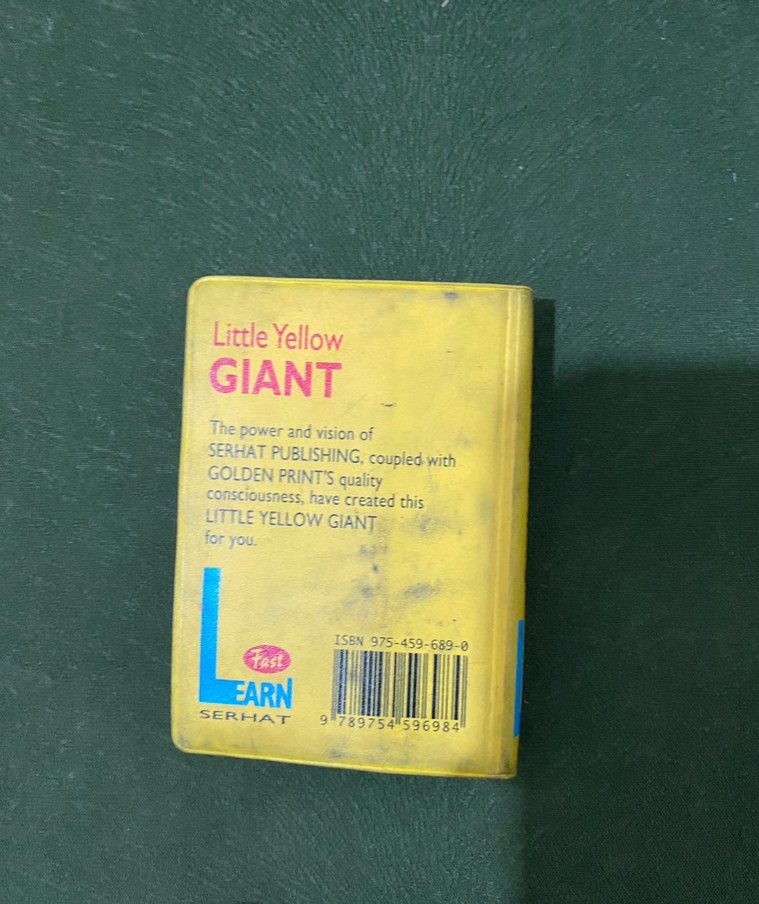 Little Yellow
GIANT
The power and vision of
SERHAT PUBLISHING, coupled with
GOLDEN PRINT'S quality
consciousness, have created this
LITTLE YELLOW GIANT
for you.
Fast
LEARN
SERHAT
ISBN 975-459-689-0
9 789754 596984